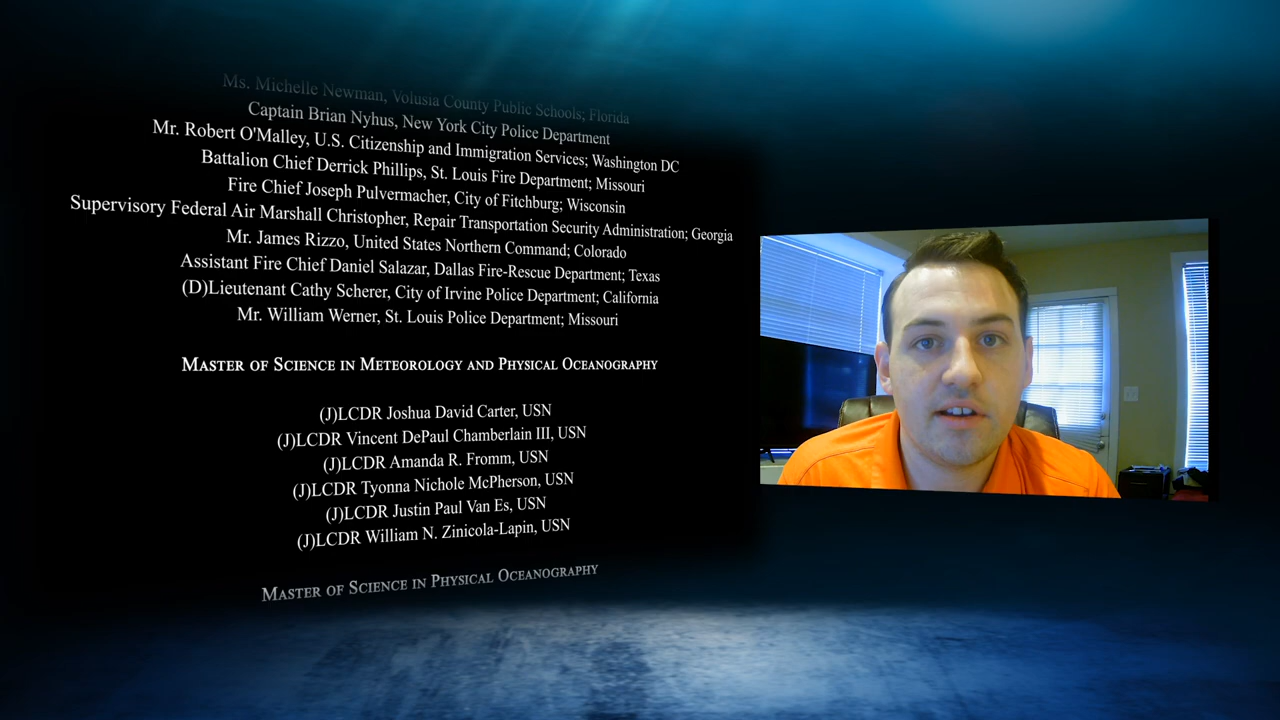 Ms. Michelle Newman, Volusia County Public Schools; Florida
Captain Brian Nyhus, New York City Police Department
Mr. Robert O'Malley, U.S. Citizenship and Immigration Services; Washington DC
Battalion Chief Derrick Phillips, St. Louis Fire Department; Missouri
Fire Chief Joseph Pulvermacher, City of Fitchburg; Wisconsin
Supervisory Federal Air Marshall Christopher, Repair Transportation Security Administration; Georgia
Mr. James Rizzo, United States Northern Command; Colorado
Assistant Fire Chief Daniel Salazar, Dallas Fire-Rescue Department; Texas
(D)Lieutenant Cathy Scherer, City of Irvine Police Department; California
Mr. William Werner, St. Louis Police Department; Missouri
Master of Science in Meteorology and Physical Oceanography
(J)LCDR Joshua David Carter, USN
(J)LCDR Vincent DePaul Chamberlain III, USN
(J)LCDR Amanda R. Fromm, USN
(J)LCDR Tyonna Nichole McPherson, USN
(J)LCDR Justin Paul Van Es, USN
(J)LCDR William N. Zinicola-Lapin, USN
Master of Science in Physical Oceanography